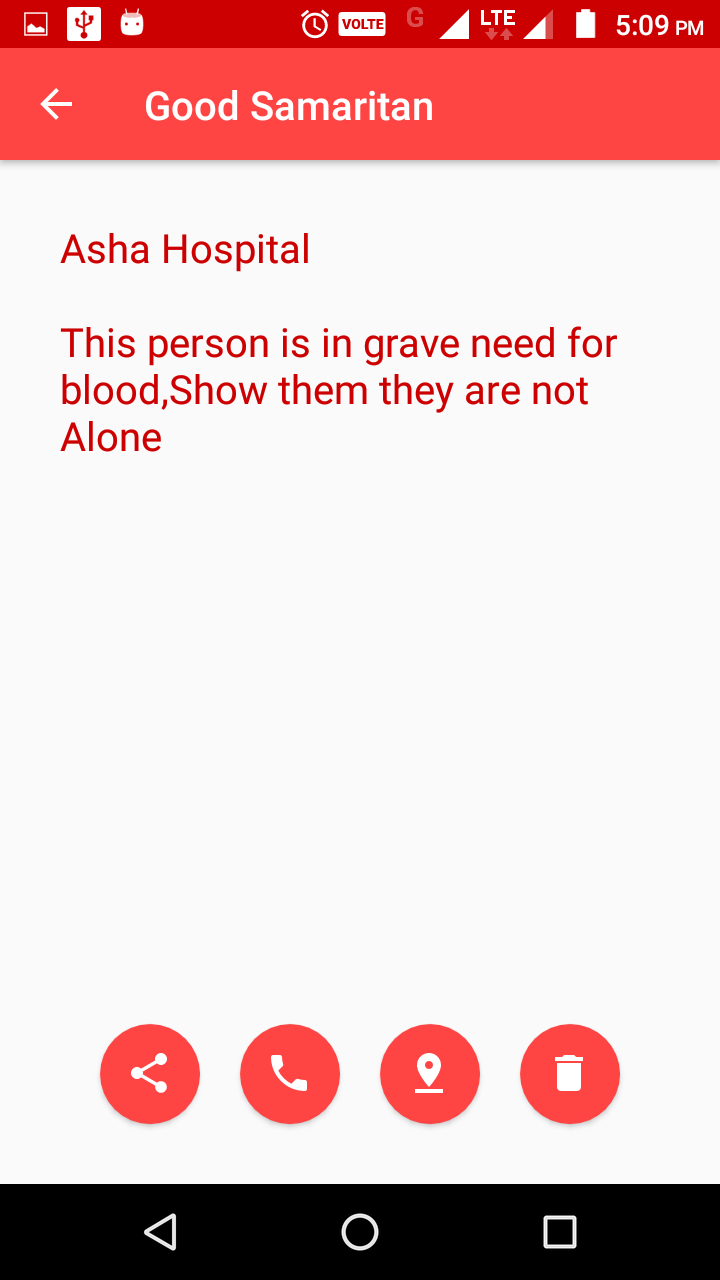 VOLTE G LTE 5:09 PM
Good Samaritan
Asha Hospital
This person is in grave need for
blood,Show them they are not
Alone